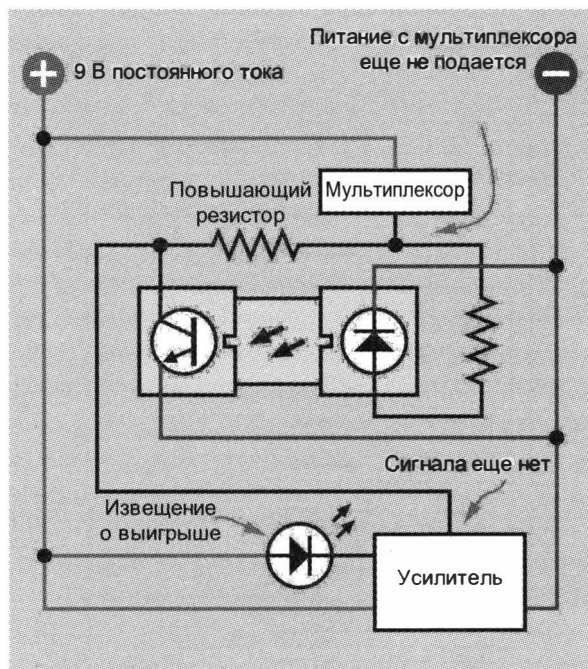 Питание с мультиплексора
еще не подается
+
9 В постоянного тока
−
Повышающий
резистор
Мультиплексор
Сигнала еще нет
Извещение
о выигрыше
Усилитель